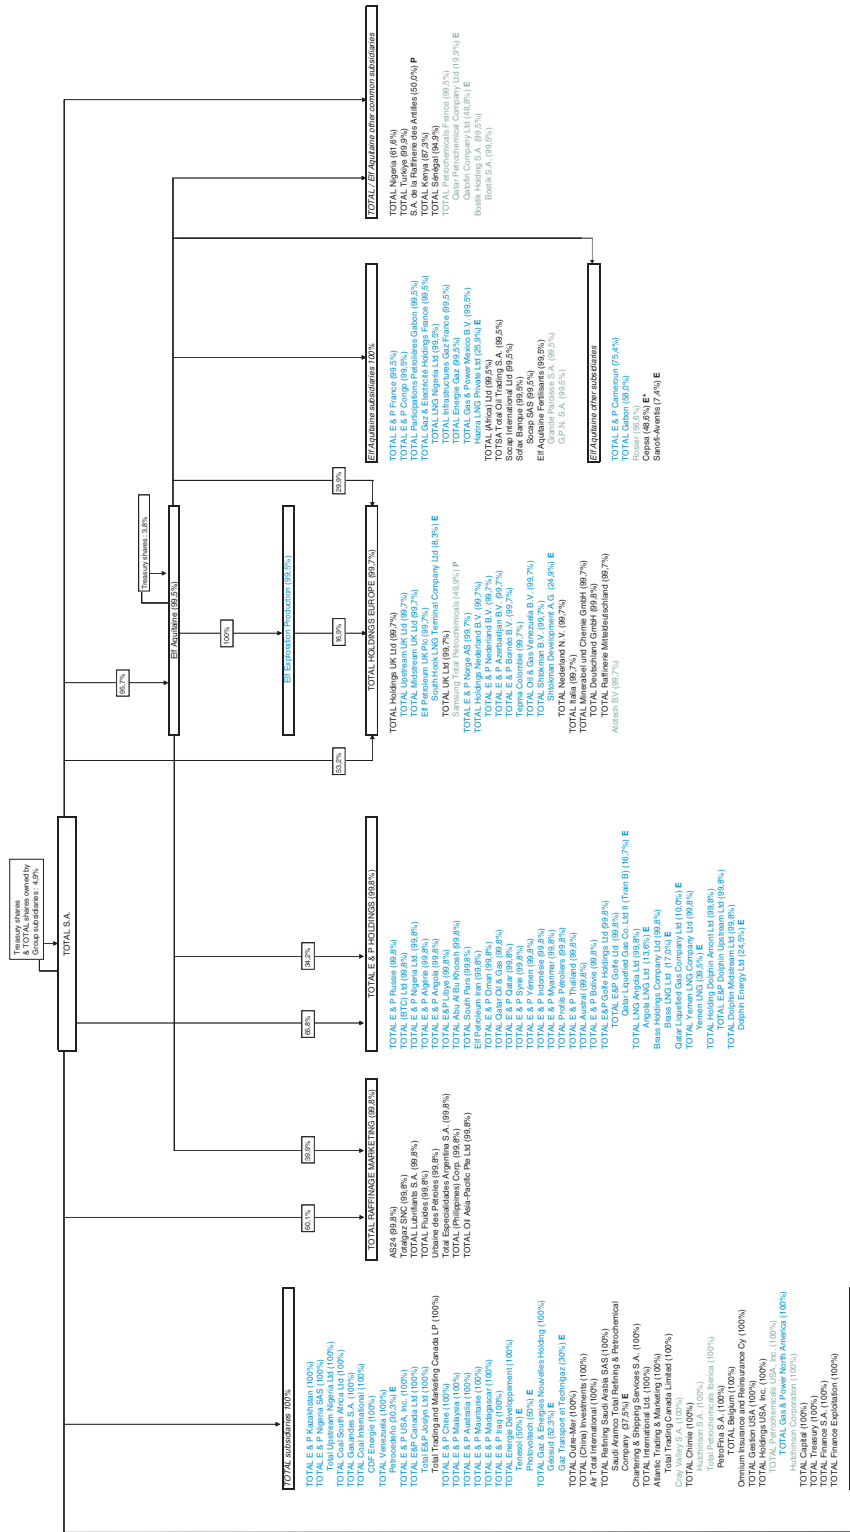 Treasury shares
& TOTAL shares owned by
Group subsidiaries : 4,9%
TOTAL S.A.
95,7%
Treasury shares : 3,8%
Elf Aquitaine (99,5%)
100%
Elf Exploration Production (99,5%)
60,1%
39,9%
65,8%
34,2%
53,2%
16,9%
29,9%
TOTAL subsidiaries 100%
TOTAL E & P Kazakhstan (100%)
TOTAL E & P Nigeria SAS (100%)
Total Upstream Nigeria Ltd (100%)
TOTAL Coal South Africa Ltd (100%)
TOTAL Gasandes S.A. (100%)
TOTAL Coal International (100%)
CDF Energie (100%)
TOTAL Venezuela (100%)
Petrocedeño (30,3%) E
TOTAL E&P USA, Inc. (100%)
TOTAL E&P Canada Ltd (100%)
Total E&P Joslyn Ltd (100%)
Total Trading and Marketing Canada LP (100%)
TOTAL E & P Chine (100%)
TOTAL E & P Malaysia (100%)
TOTAL E & P Australia (100%)
TOTAL E & P Mauritanie (100%)
TOTAL E & P Madagascar (100%)
TOTAL E & P Iraq (100%)
TOTAL Energie Développement (100%)
Tenesol (50%) E
Photovoltech (50%) E
TOTAL Gaz & Energies Nouvelles Holding (100%)
Géosud (52,3%) E
Gaz Transport et Technigaz (30%) E
TOTAL Outre-Mer (100%)
TOTAL (China) Investments (100%)
Air Total International (100%)
TOTAL Refining Saudi Arabia SAS (100%)
Saudi Aramco Total Refining & Petrochemical
Company (37,5%) E
Chartering & Shipping Services S.A. (100%)
TOTAL International Ltd. (100%)
Atlantic Trading & Marketing (100%)
Total Trading Canada Limited (100%)
Cray Valley S.A. (100%)
TOTAL Chimie (100%)
Hutchinson S.A. (100%)
Total Petrochemicals Iberica (100%)
PetroFina S.A. (100%)
TOTAL Belgium (100%)
Omnium Insurance and Reinsurance Cy (100%)
TOTAL Gestion USA (100%)
TOTAL Holdings USA, Inc. (100%)
TOTAL Petrochemicals USA, Inc. (100%)
TOTAL Gas & Power North America (100%)
Hutchinson Corporation (100%)
TOTAL Capital (100%)
TOTAL Treasury (100%)
TOTAL Finance S.A. (100%)
TOTAL Finance Exploitation (100%)
TOTAL RAFFINAGE MARKETING (99,8%)
AS24 (99,8%)
Totalgaz SNC (99,8%)
TOTAL Lubrifiants S.A. (99,8%)
TOTAL Fluides (99,8%)
Urbaine des Pétroles (99,8%)
Total Especialidades Argentina S.A. (99,8%)
TOTAL (Philippines) Corp. (99,8%)
TOTAL Oil Asia-Pacific Pte Ltd (99,8%)
TOTAL E & P HOLDINGS (99,8%)
TOTAL E & P Russie (99,8%)
TOTAL (BTC) Ltd (99,8%)
TOTAL E & P Nigeria Ltd. (99,8%)
TOTAL E & P Algérie (99,8%)
TOTAL E & P Angola (99,8%)
TOTAL E&P Libye (99,8%)
TOTAL Abu Al Bu Khoosh (99,8%)
TOTAL South Pars (99,8%)
Elf Petroleum Iran (99,8%)
TOTAL E & P Oman (99,8%)
TOTAL Qatar Oil & Gas (99,8%)
TOTAL E & P Qatar (99,8%)
TOTAL E & P Syrie (99,8%)
TOTAL E & P Yémen (99,8%)
TOTAL E & P Indonésie (99,8%)
TOTAL E & P Myanmar (99,8%)
TOTAL Profils Pétroliers (99,8%)
TOTAL E & P Thailand (99,8%)
TOTAL Austral (99,8%)
TOTAL E & P Bolivie (99,8%)
TOTAL E&P Golfe Holdings Ltd (99,8%)
TOTAL E&P Golfe Ltd (99,8%)
Qatar Liquefied Gas Co. Ltd II (Train B) (16,7%) E
TOTAL LNG Angola Ltd (99,8%)
Angola LNG Ltd (13,6%) E
Brass Holdings Company Ltd (99,8%)
Brass LNG Ltd (17,0%) E
Qatar Liquefied Gas Company Ltd (10,0%) E
TOTAL Yemen LNG Company Ltd (99,8%)
Yemen LNG (39,5%) E
TOTAL Holding Dolphin Amont Ltd (99,8%)
TOTAL E&P Dolphin Upstream Ltd (99,8%)
TOTAL Dolphin Midstream Ltd (99,8%)
Dolphin Energy Ltd (24,5%) E
TOTAL HOLDINGS EUROPE (99,7%)
TOTAL Holdings UK Ltd (99,7%)
TOTAL Upstream UK Ltd (99,7%)
TOTAL Midstream UK Ltd (99,7%)
Elf Petroleum UK Plc (99,7%)
South Hook LNG Terminal Company Ltd (8,3%) E
TOTAL UK Ltd (99,7%)
Samsung Total Petrochemicals (49,9%) P
TOTAL E & P Norge AS (99,7%)
TOTAL Holdings Nederland B.V. (99,7%)
TOTAL E & P Nederland B.V. (99,7%)
TOTAL E & P Azerbaidjan B.V. (99,7%)
TOTAL E & P Bornéo B.V. (99,7%)
Tepma Colombie (99,7%)
TOTAL Oil & Gas Venezuela B.V. (99,7%)
TOTAL Shtokman B.V. (99,7%)
Shtokman Development A.G. (24,9%) E
TOTAL Nederland N.V. (99,7%)
TOTAL Italia (99,7%)
TOTAL Mineralöl und Chemie GmbH (99,7%)
TOTAL Deutschland GmbH (99,8%)
TOTAL Raffinerie Mitteldeutschland (99,7%)
Atotech BV (99,7%)
Elf Aquitaine subsidiaries 100%
TOTAL E & P France (99,5%)
TOTAL E & P Congo (99,5%)
TOTAL Participations Petrolières Gabon (99,5%)
TOTAL Gaz & Electricité Holdings France (99,5%)
TOTAL LNG Nigeria Ltd (99,5%)
TOTAL Infrastructures Gaz France (99,5%)
TOTAL Energie Gaz (99,5%)
TOTAL Gas & Power Mexico B.V. (99,5%)
Hazira LNG Private Ltd (25,9%) E
TOTAL (Africa) Ltd (99,5%)
TOTSA Total Oil Trading S.A. (99,5%)
Socap International Ltd (99,5%)
Sofax Banque (99,5%)
Socap SAS (99,5%)
Elf Aquitaine Fertilisants (99,5%)
Grande Paroisse S.A. (99,5%)
G.P.N. S.A. (99,5%)
Elf Aquitaine other subsidiaries
TOTAL E & P Cameroun (75,4%)
TOTAL Gabon (58,0%)
Rosier (56,6%)
Cepsa (48,6%) E*
Sanofi-Aventis (7,4%) E
TOTAL / Elf Aquitaine other common subsidiaries
TOTAL Nigeria (61,6%)
TOTAL Turkiye (99,9%)
S.A. de la Raffinerie des Antilles (50,0%) P
TOTAL Kenya (87,3%)
TOTAL Sénégal (94,9%)
TOTAL Petrochemicals France (99,5%)
Qatar Petrochemical Company Ltd (19,9%) E
Qatofin Company Ltd (48,8%) E
Bostik Holding S.A. (99,5%)
Bostik S.A. (99,5%)